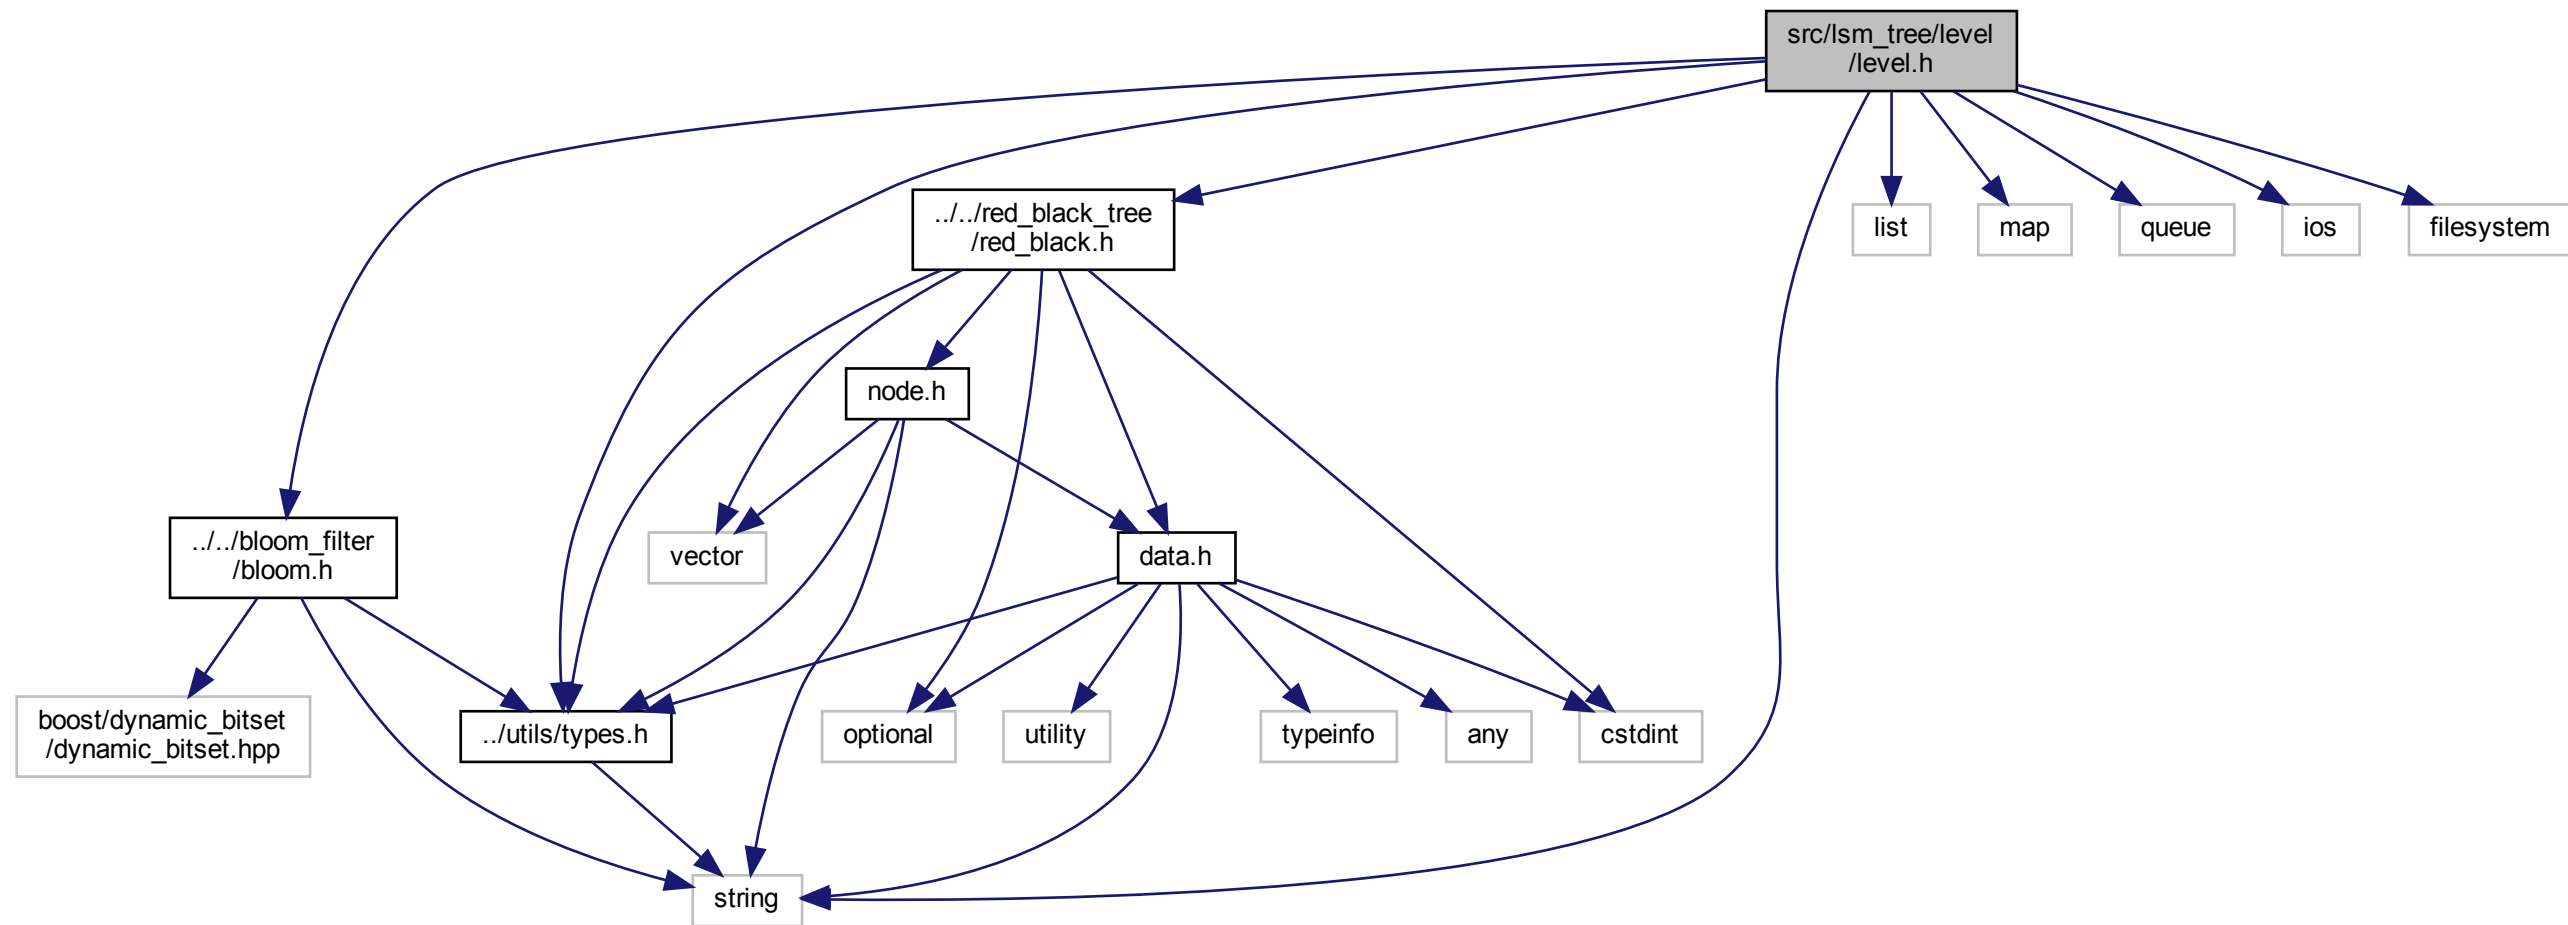 src/lsm_tree/level
/level.h
../../red_black_tree
/red_black.h
list
map
queue
ios
filesystem
node.h
../../bloom_filter
/bloom.h
vector
data.h
boost/dynamic_bitset
/dynamic_bitset.hpp
../utils/types.h
optional
utility
typeinfo
any
cstdint
string